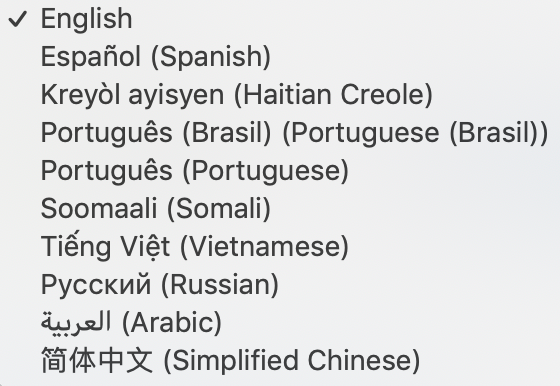 ✓ English
Español (Spanish)
Kreyòl ayisyen (Haitian Creole)
Português (Brasil) (Portuguese (Brasil))
Português (Portuguese)
Soomaali (Somali)
Tiếng Việt (Vietnamese)
Русский (Russian)
العربية (Arabic)
简体中文 (Simplified Chinese)